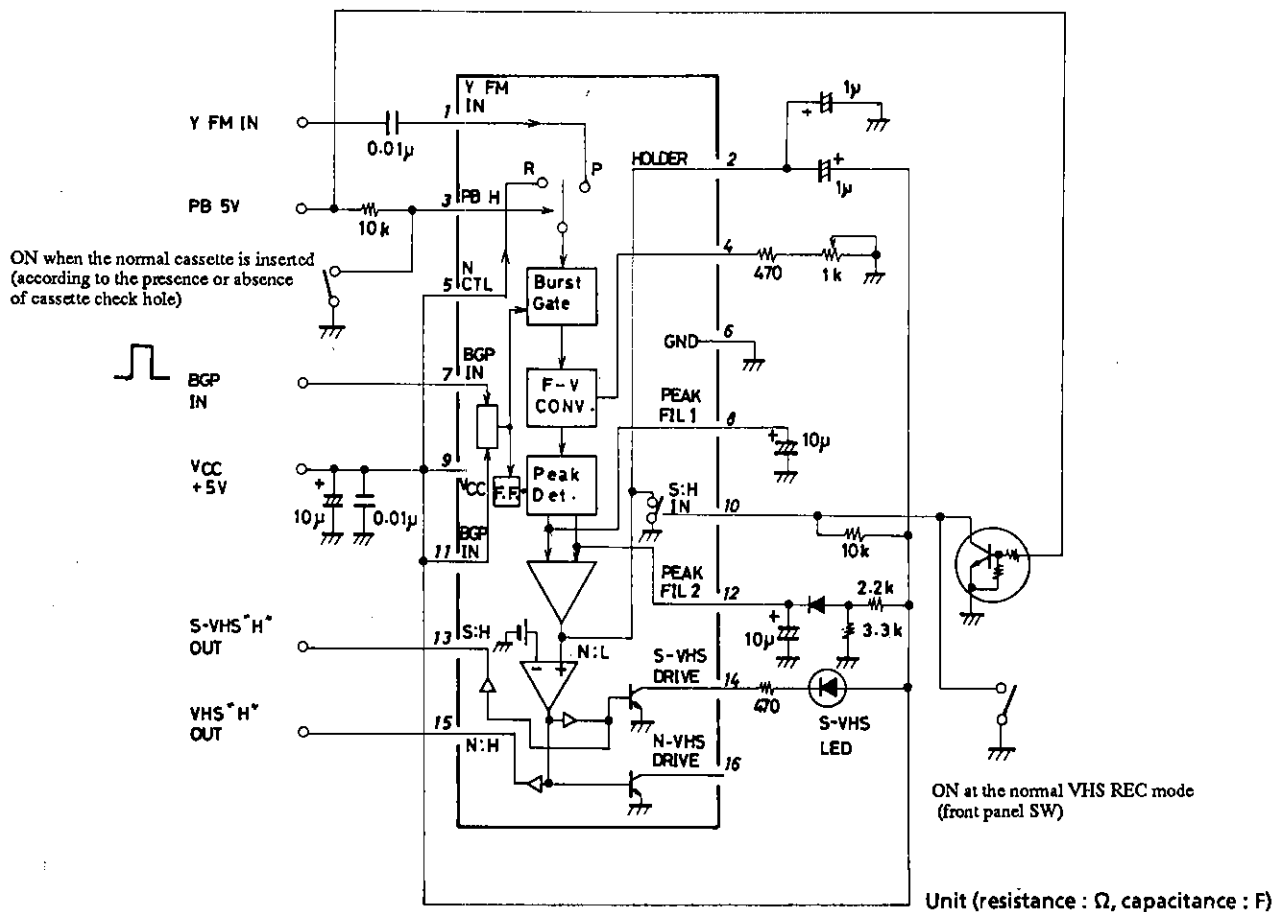 Y FM IN
0.01µ
1
Y FM
IN
R
P
PB 5V
10k
3
PB H
ON when the normal cassette is inserted
(according to the presence or absence
of cassette check hole)
5
N
CTL
Burst
Gate
BGP
IN
7
BGP
IN
F-V
CONV.
VCC
+5V
10µ
0.01µ
9
VCC
F.F
Peak
Det.
11
BGP
IN
S-VHS"H"
OUT
13
S:H
N:L
VHS"H"
OUT
15
N:H
HOLDER
2
1µ
+
+
1µ
4
470
1k
6
GND
PEAK
FIL 1
8
+
10µ
S:H
IN
10
10k
PEAK
FIL 2
12
+
10µ
2.2k
3.3k
S-VHS
DRIVE
14
470
S-VHS
LED
N-VHS
DRIVE
16
ON at the normal VHS REC mode
(front panel SW)
Unit (resistance : Ω, capacitance : F)